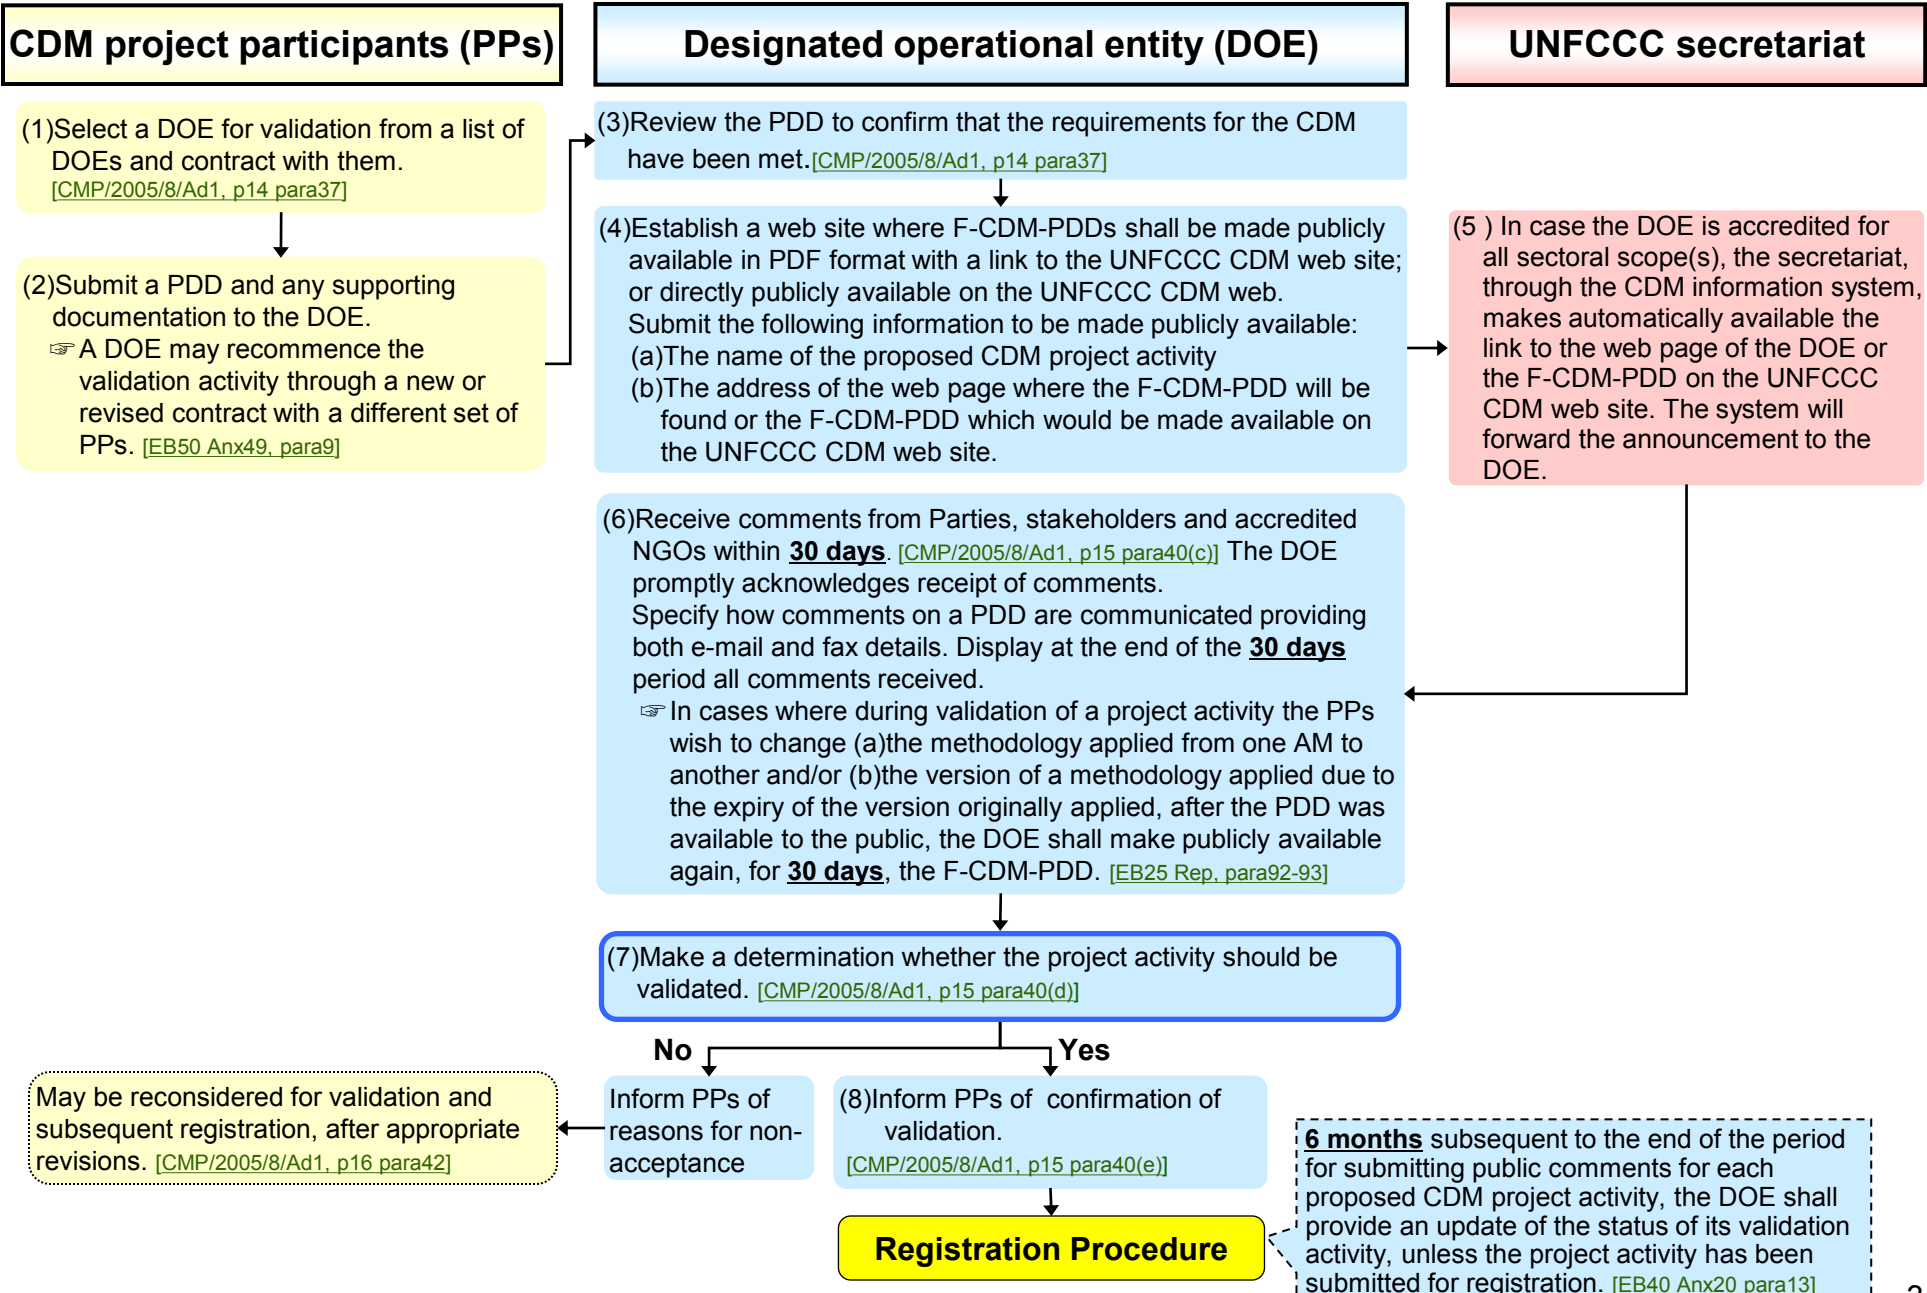 CDM project participants (PPs)
Designated operational entity (DOE)
UNFCCC secretariat
(1)Select a DOE for validation from a list of
DOEs and contract with them.
[CMP/2005/8/Ad1, p14 para37]
(2)Submit a PDD and any supporting
documentation to the DOE.
☞A DOE may recommence the
validation activity through a new or
revised contract with a different set of
PPs. [EB50 Anx49, para9]
(3)Review the PDD to confirm that the requirements for the CDM
have been met.[CMP/2005/8/Ad1, p14 para37]
(4)Establish a web site where F-CDM-PDDs shall be made publicly
available in PDF format with a link to the UNFCCC CDM web site;
or directly publicly available on the UNFCCC CDM web.
Submit the following information to be made publicly available:
(a)The name of the proposed CDM project activity
(b)The address of the web page where the F-CDM-PDD will be
found or the F-CDM-PDD which would be made available on
the UNFCCC CDM web site.
(5 ) In case the DOE is accredited for
all sectoral scope(s), the secretariat,
through the CDM information system,
makes automatically available the
link to the web page of the DOE or
the F-CDM-PDD on the UNFCCC
CDM web site. The system will
forward the announcement to the
DOE.
(6)Receive comments from Parties, stakeholders and accredited
NGOs within 30 days. [CMP/2005/8/Ad1, p15 para40(c)] The DOE
promptly acknowledges receipt of comments.
Specify how comments on a PDD are communicated providing
both e-mail and fax details. Display at the end of the 30 days
period all comments received.
☞In cases where during validation of a project activity the PPs
wish to change (a)the methodology applied from one AM to
another and/or (b)the version of a methodology applied due to
the expiry of the version originally applied, after the PDD was
available to the public, the DOE shall make publicly available
again, for 30 days, the F-CDM-PDD. [EB25 Rep, para92-93]
(7)Make a determination whether the project activity should be
validated. [CMP/2005/8/Ad1, p15 para40(d)]
No
Yes
May be reconsidered for validation and
subsequent registration, after appropriate
revisions. [CMP/2005/8/Ad1, p16 para42]
Inform PPs of
reasons for non-
acceptance
(8)Inform PPs of confirmation of
validation.
[CMP/2005/8/Ad1, p15 para40(e)]
Registration Procedure
6 months subsequent to the end of the period
for submitting public comments for each
proposed CDM project activity, the DOE shall
provide an update of the status of its validation
activity, unless the project activity has been
submitted for registration. [EB40 Anx20 para13]